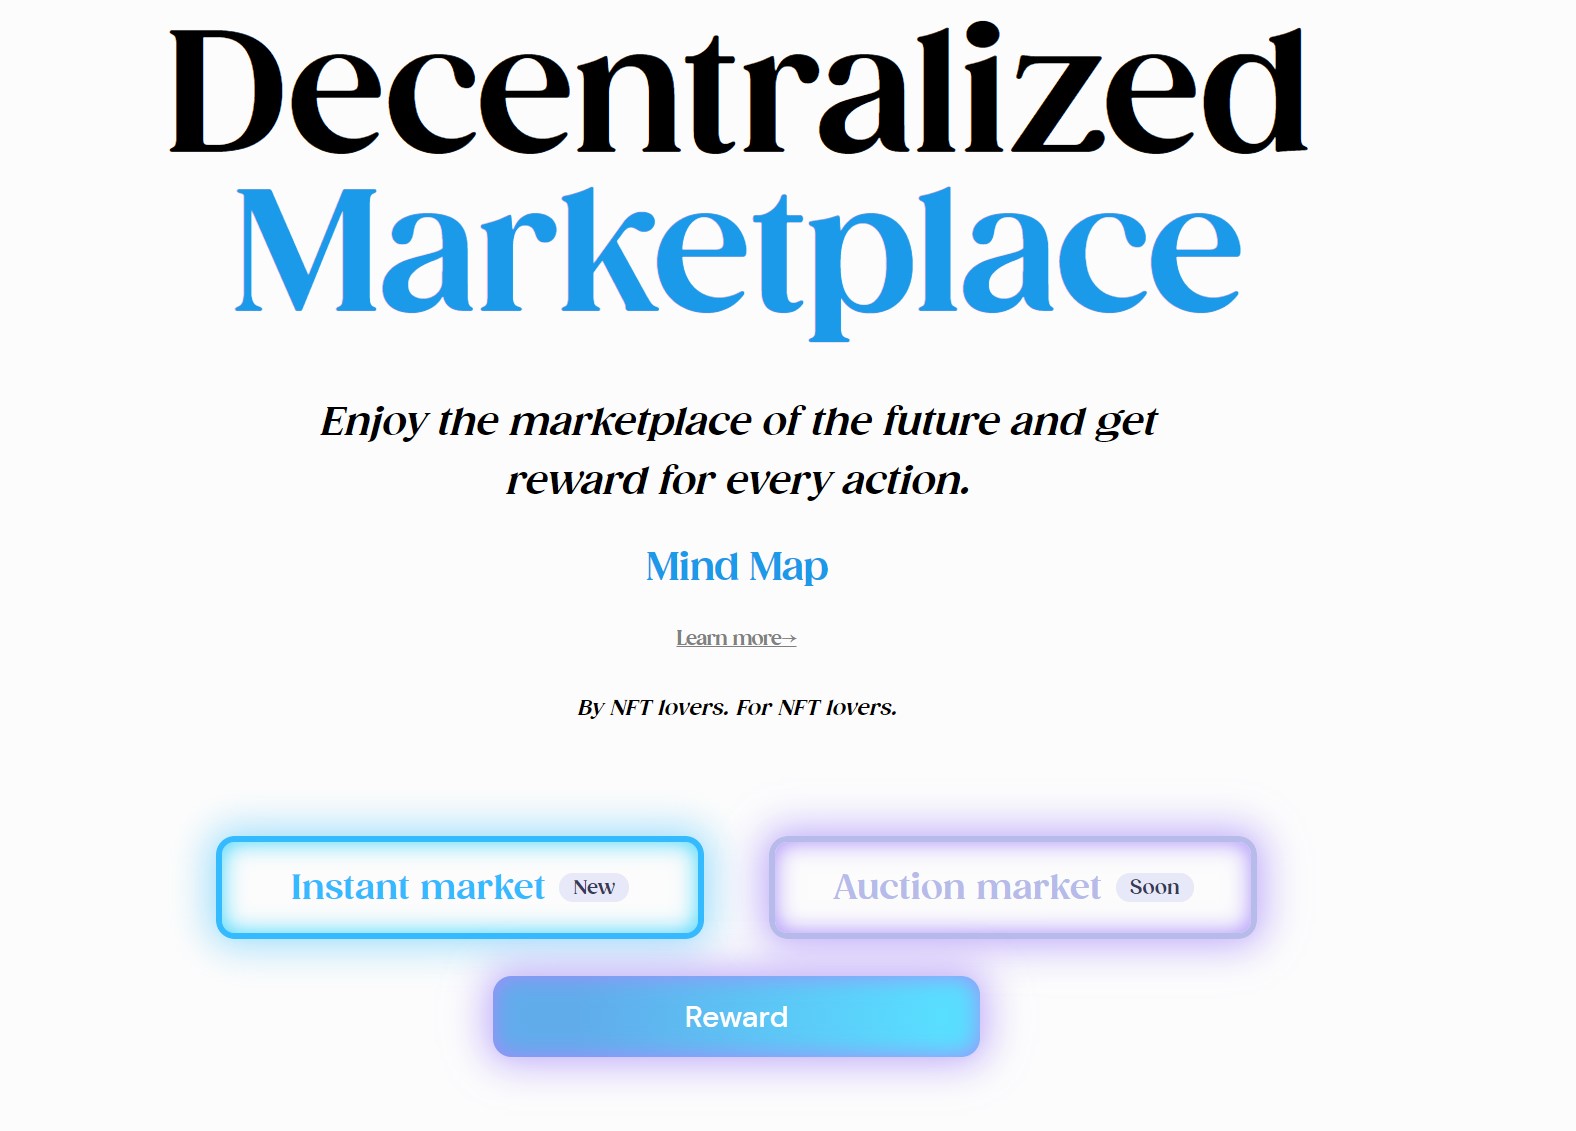 Decentralized
Marketplace
Enjoy the marketplace of the future and get
reward for every action.
Mind Map
Learn more→
By NFT lovers. For NFT lovers.
Instant market New
Auction market Soon
Reward